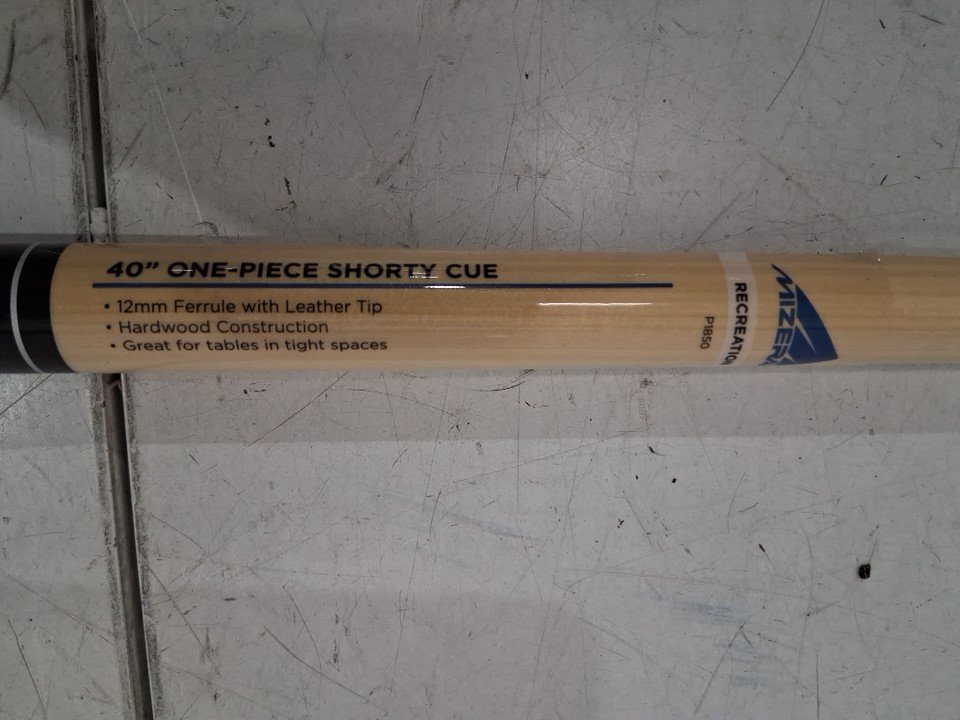 40” ONE-PIECE SHORTY CUE
• 12mm Ferrule with Leather Tip
• Hardwood Construction
• Great for tables in tight spaces
P1850